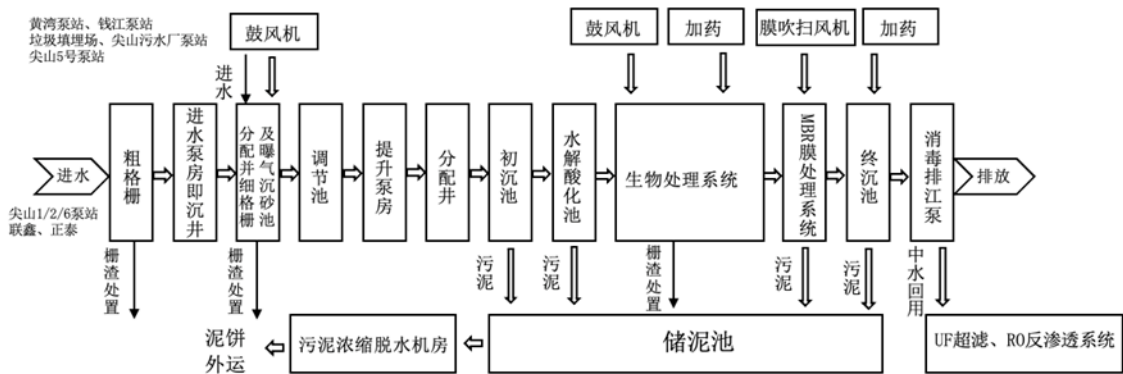 黄湾泵站、钱江泵站
垃圾填埋场、尖山污水厂泵站
尖山5号泵站
鼓风机
鼓风机
加药
膜吹扫风机
加药
进水
进水
粗格栅
进水泵房即沉井
分配井细格栅
及曝气沉砂池
调节池
提升泵房
分配井
初沉池
水解酸化池
生物处理系统
MBR膜处理系统
终沉池
消毒排江泵
排放
尖山1/2/6泵站
联鑫、正泰
栅渣处置
栅渣处置
污泥
污泥
栅渣处置
污泥
污泥
中水回用
泥饼
外运
污泥浓缩脱水机房
储泥池
UF超滤、RO反渗透系统